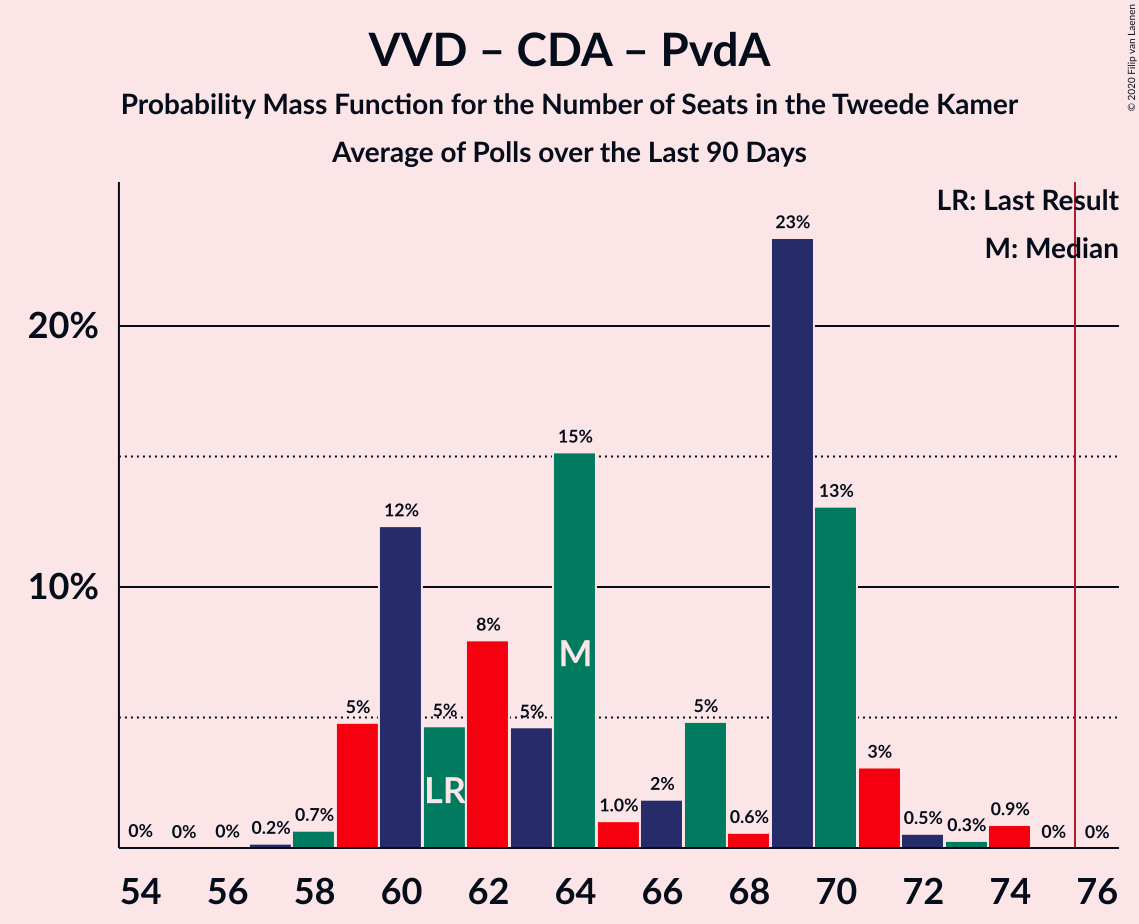 VVD – CDA – PvdA
Probability Mass Function for the Number of Seats in the Tweede Kamer
Average of Polls over the Last 90 Days
© 2020 Filip van Laenen
LR: Last Result
M: Median
20%
10%
0%
0%
0%
0.2%
0.7%
5%
12%
5%
8%
5%
15%
1.0%
2%
5%
0.6%
23%
13%
3%
0.5%
0.3%
0.9%
0%
0%
LR
M
54 56 58 60 62 64 66 68 70 72 74 76